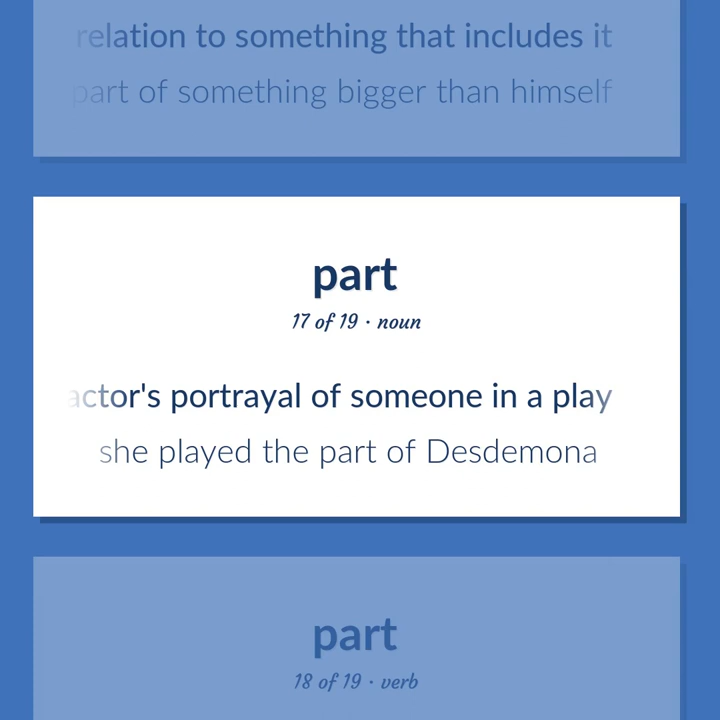 relation to something that includes it
part of something bigger than himself
part
17 of 19 · noun
actor's portrayal of someone in a play
she played the part of Desdemona
part
18 of 19 · verb